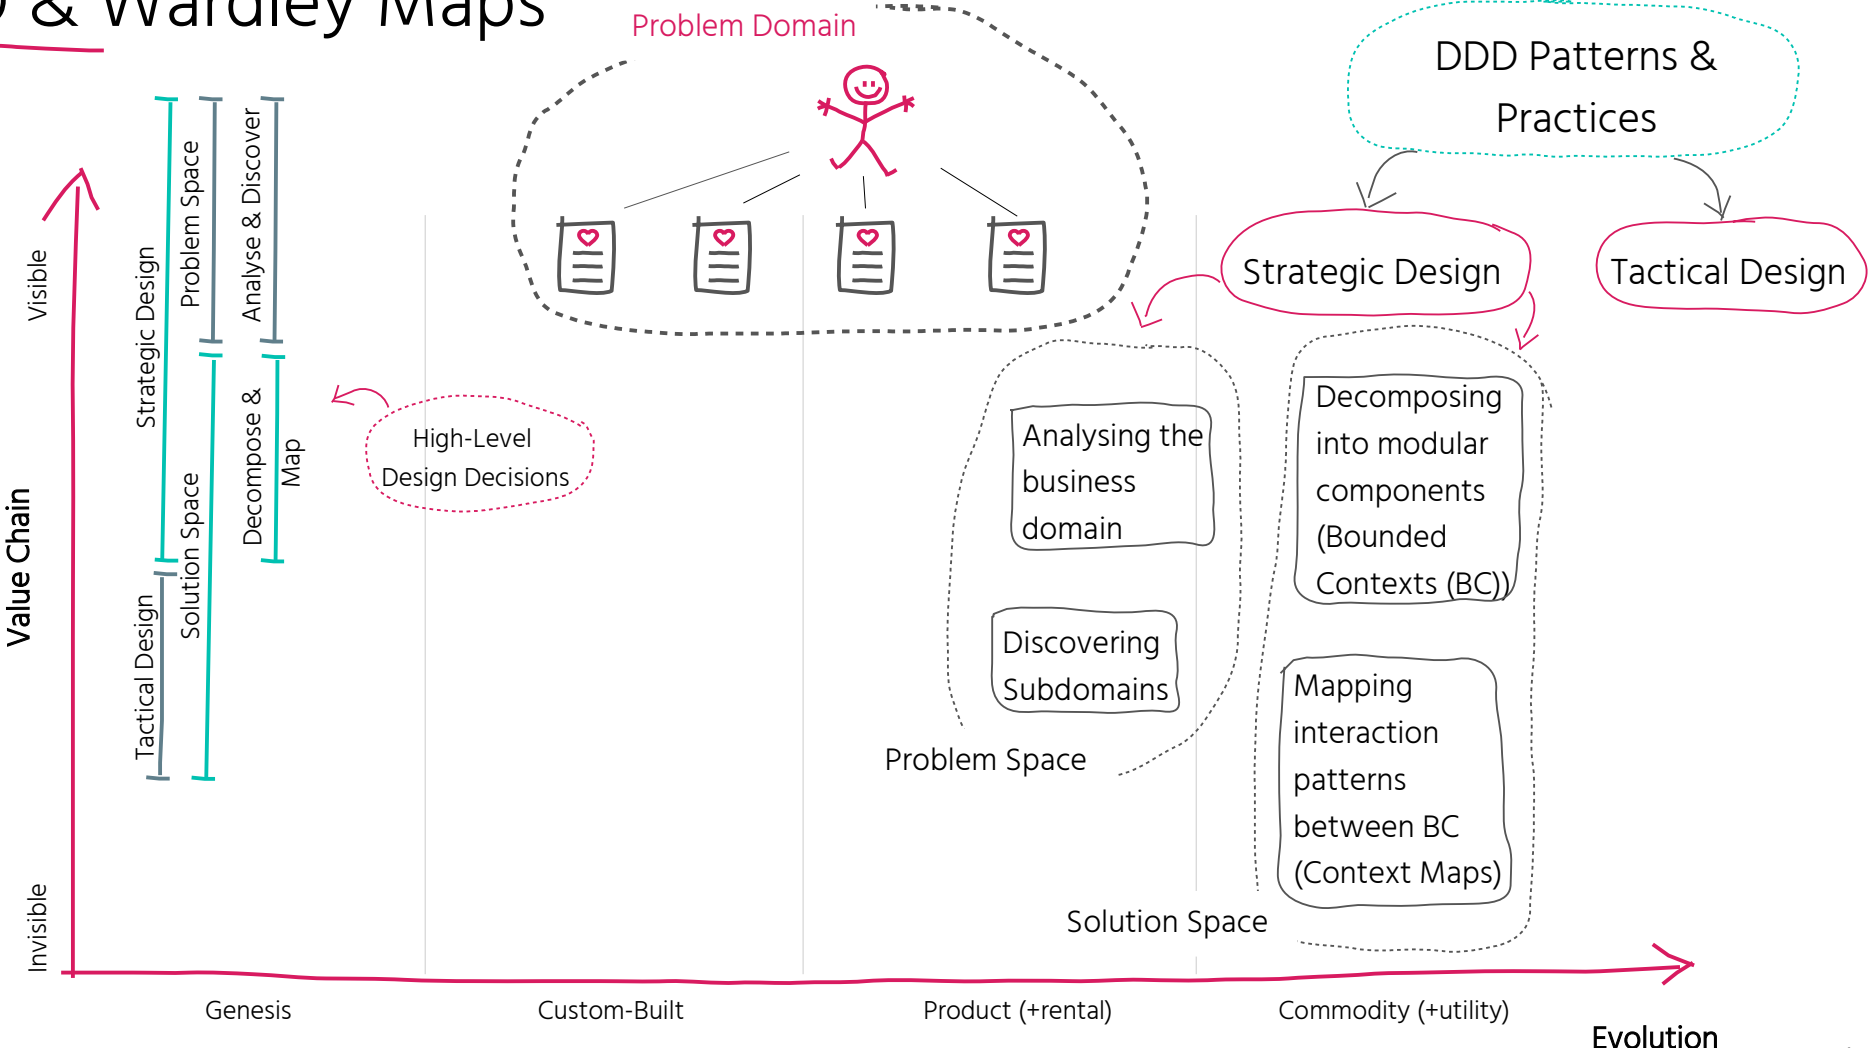 & Wardley Maps
Problem Domain
DDD Patterns &
Practices
Strategic Design
Tactical Design
Visible
Value Chain
Invisible
Strategic Design
Tactical Design
Problem Space
Solution Space
Analyse & Discover
Decompose &
Map
High-Level
Design Decisions
Analysing the
business
domain
Discovering
Subdomains
Problem Space
Decomposing
into modular
components
(Bounded
Contexts (BC))
Mapping
interaction
patterns
between BC
(Context Maps)
Solution Space
Genesis
Custom-Built
Product (+rental)
Commodity (+utility)
Evolution